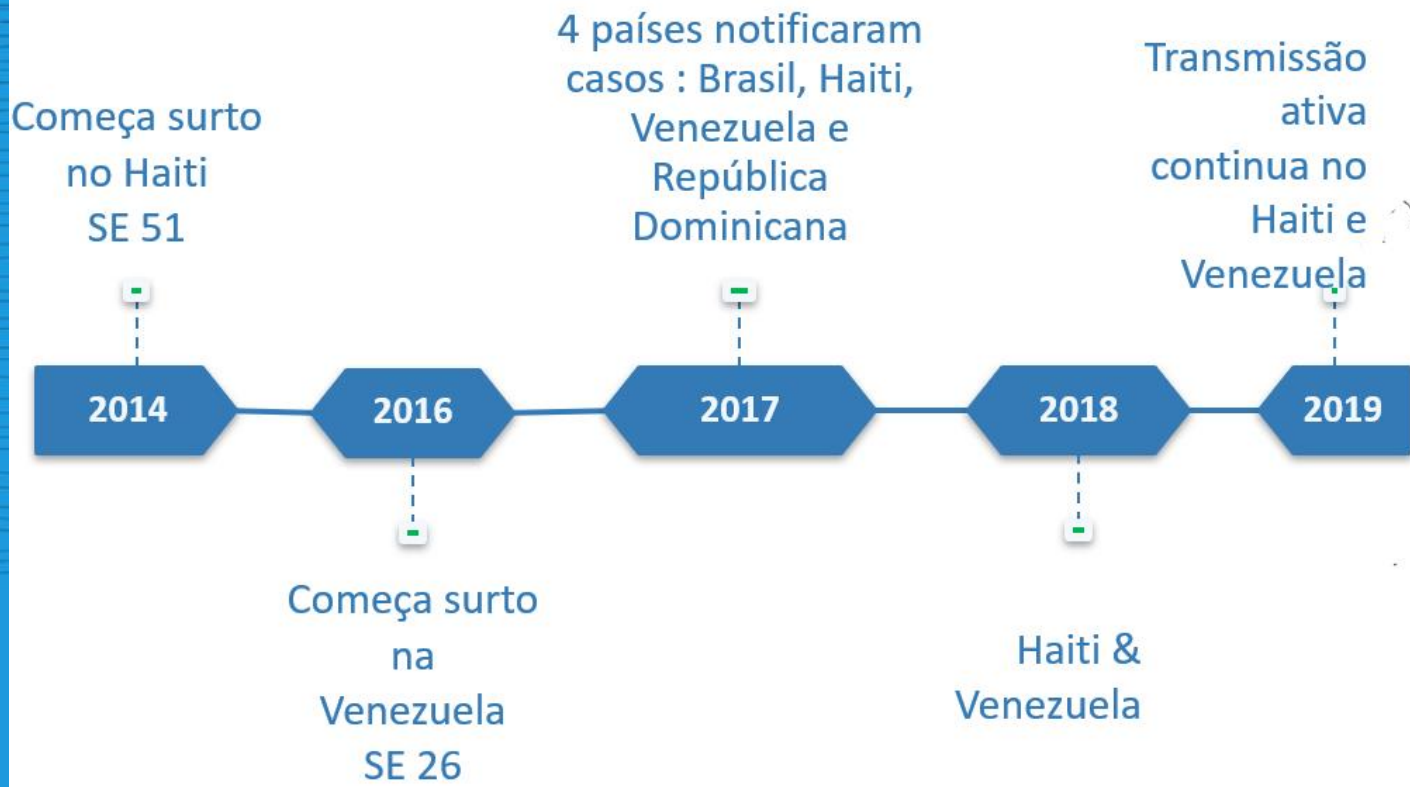 Começa surto
no Haiti
SE 51
4 países notificaram
casos : Brasil, Haiti,
Venezuela e
República
Dominicana
Transmissão
ativa
continua no
Haiti e
Venezuela
2014
2016
2017
2018
2019
Começa surto
na
Venezuela
SE 26
Haiti &
Venezuela